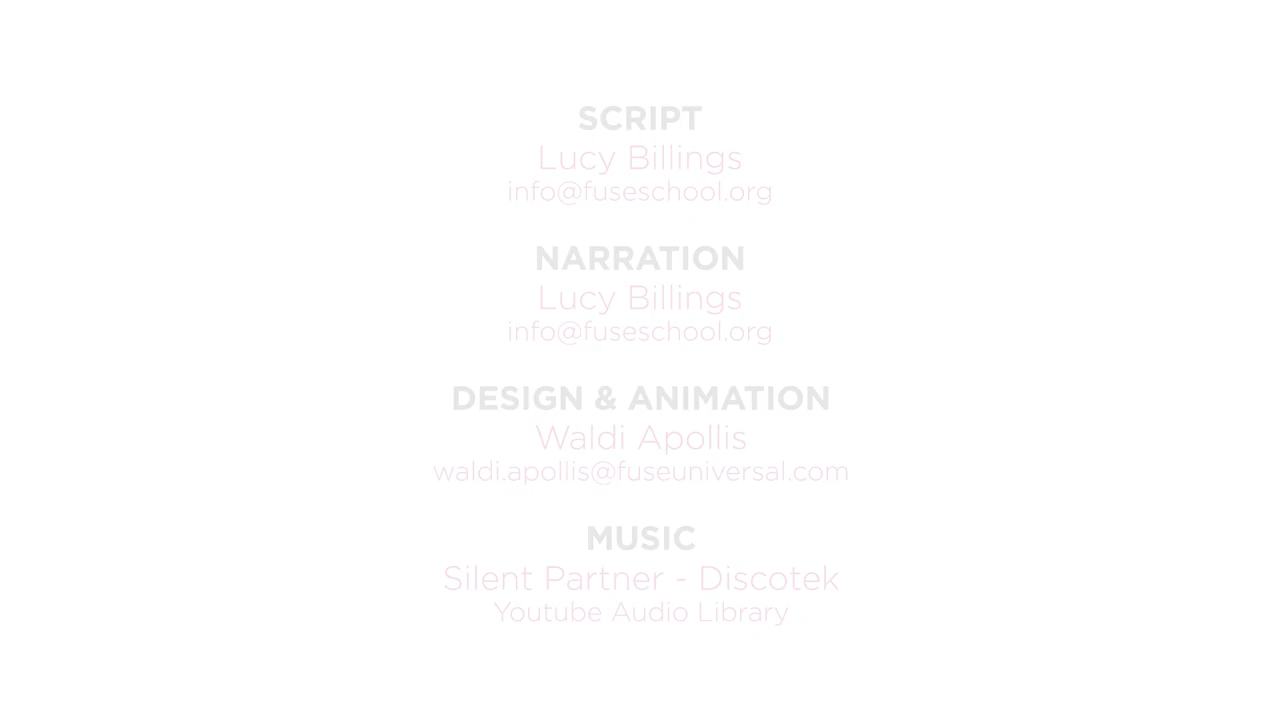 SCRIPT
Lucy Billings
info@fuseschool.org
NARRATION
Lucy Billings
info@fuseschool.org
DESIGN & ANIMATION
Waldi Apollis
waldi.apollis@fuseuniversal.com
MUSIC
Silent Partner - Discotek
Youtube Audio Library